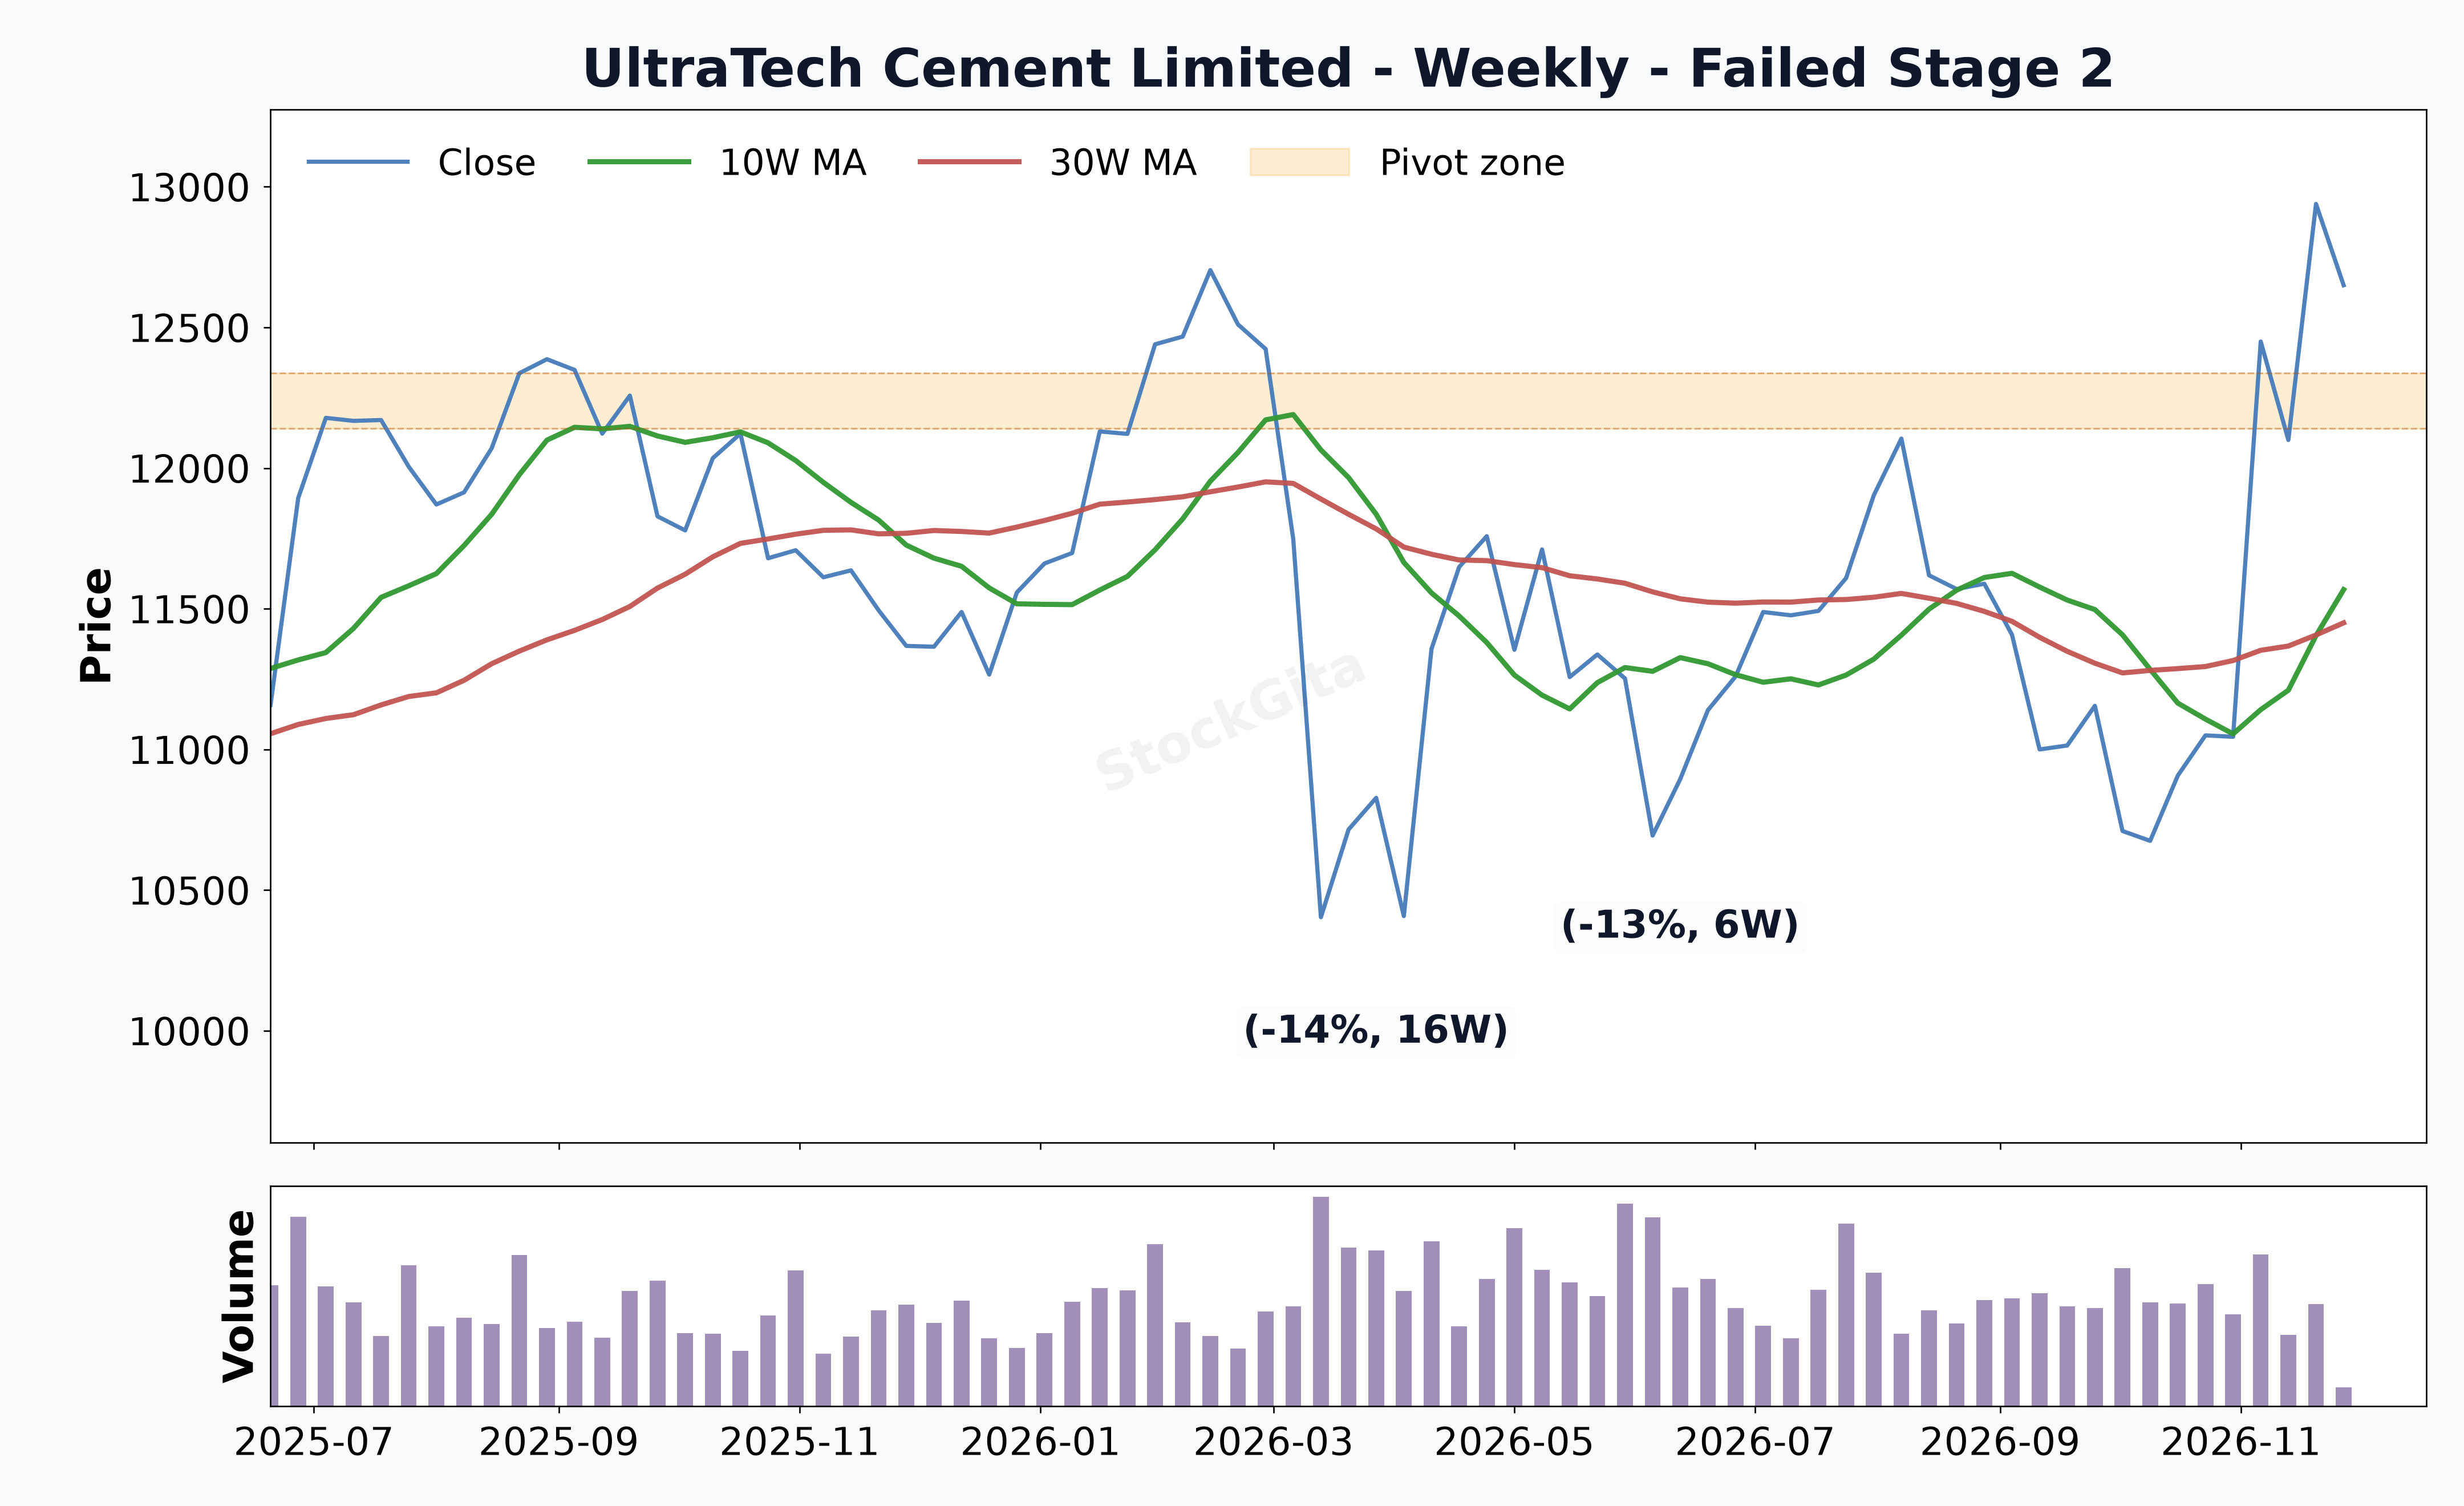 UltraTech Cement Limited - Weekly - Failed Stage 2
Close 10W MA 30W MA Pivot zone
13000
12500
12000
11500
11000
10500
10000
Price
StockGita
(-13%, 6W)
(-14%, 16W)
Volume
2025-07 2025-09 2025-11 2026-01 2026-03 2026-05 2026-07 2026-09 2026-11